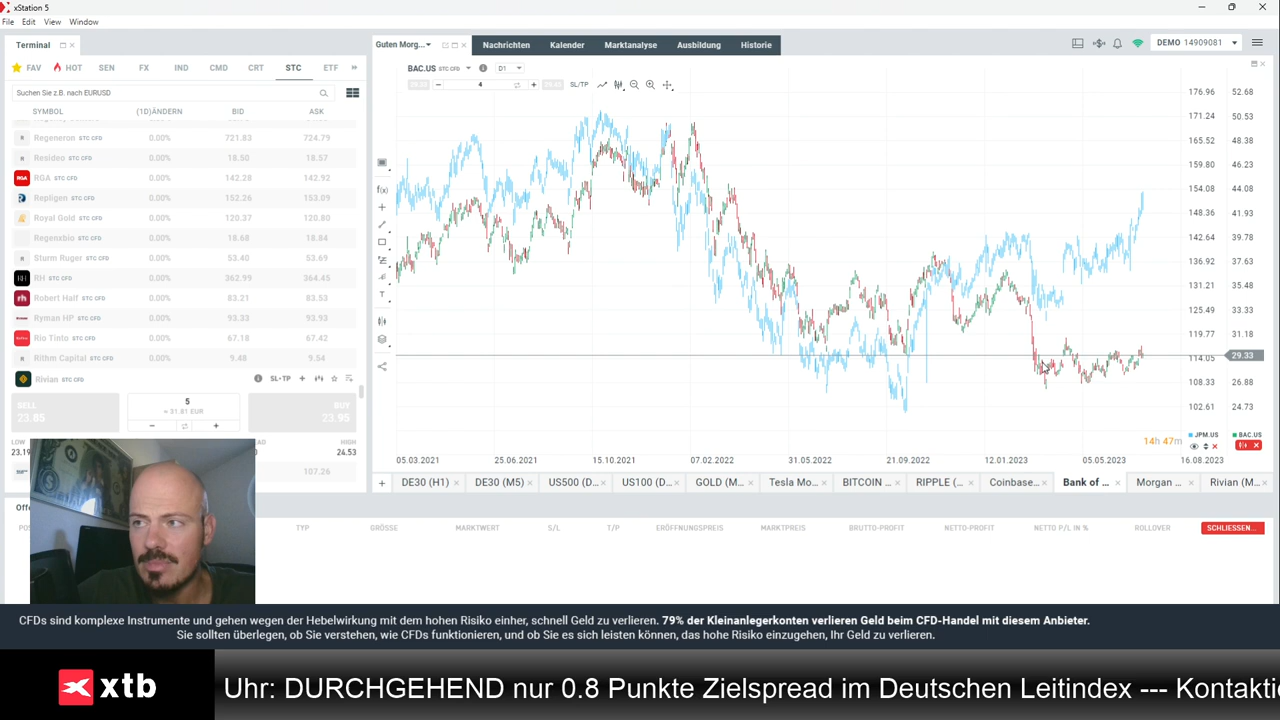 xStation 5
File Edit View Window
Terminal
Guten Morg... Nachrichten Kalender Marktanalyse Ausbildung Historie
DEMO 14909081
FAV HOT SEN FX IND CMD CRT STC ETF
Suchen Sie z.B. nach EURUSD
SYMBOL (1D)ÄNDERN BID ASK
Regeneron STC CFD 0.00% 721.83 724.79
Resideo STC CFD 0.00% 18.50 18.57
RGA STC CFD 0.00% 142.28 142.92
Repligen STC CFD 0.00% 152.26 153.09
Royal Gold STC CFD 0.00% 120.37 120.80
Regenxbio STC CFD 0.00% 18.68 18.84
Sturm Ruger STC CFD 0.00% 53.40 53.69
RH STC CFD 0.00% 362.99 364.45
Robert Half STC CFD 0.00% 83.21 83.53
Ryman HP STC CFD 0.00% 93.33 93.93
Rio Tinto STC CFD 0.00% 67.18 67.42
Rithm Capital STC CFD 0.00% 9.48 9.54
Rivian STC CFD SL-TP
SELL 5 BUY
23.85 ≈ 31.81 EUR 23.95
LOW HIGH
23.19 24.53
107.26
BAC.US STC CFD D1
4 SL/TP
176.96 52.68
171.24 50.53
165.52 48.38
159.80 46.23
154.08 44.08
148.36 41.93
142.64 39.78
136.92 37.63
131.21 35.48
125.49 33.33
119.77 31.18
114.05 29.33
108.33 26.88
102.61 24.73
JPM.US BAC.US
14h 47m
05.03.2021 25.06.2021 15.10.2021 07.02.2022 31.05.2022 21.09.2022 12.01.2023 05.05.2023 16.08.2023
DE30 (H1) DE30 (M5) US500 (D... US100 (D... GOLD (M... Tesla Mo... BITCOIN ... RIPPLE (... Coinbase... Bank of ... Morgan ... Rivian (M...
TYP GRÖSSE MARKTWERT S/L T/P ERÖFFNUNGSPREIS MARKTPREIS BRUTTO-PROFIT NETTO-PROFIT NETTO P/L IN % ROLLOVER SCHLIESSEN...
CFDs sind komplexe Instrumente und gehen wegen der Hebelwirkung mit dem hohen Risiko einher, schnell Geld zu verlieren. 79% der Kleinanlegerkonten verlieren Geld beim CFD-Handel mit diesem Anbieter.
Sie sollten überlegen, ob Sie verstehen, wie CFDs funktionieren, und ob Sie es sich leisten können, das hohe Risiko einzugehen, Ihr Geld zu verlieren.
xtb
Uhr: DURCHGEHEND nur 0.8 Punkte Zielspread im Deutschen Leitindex --- Kontaktie